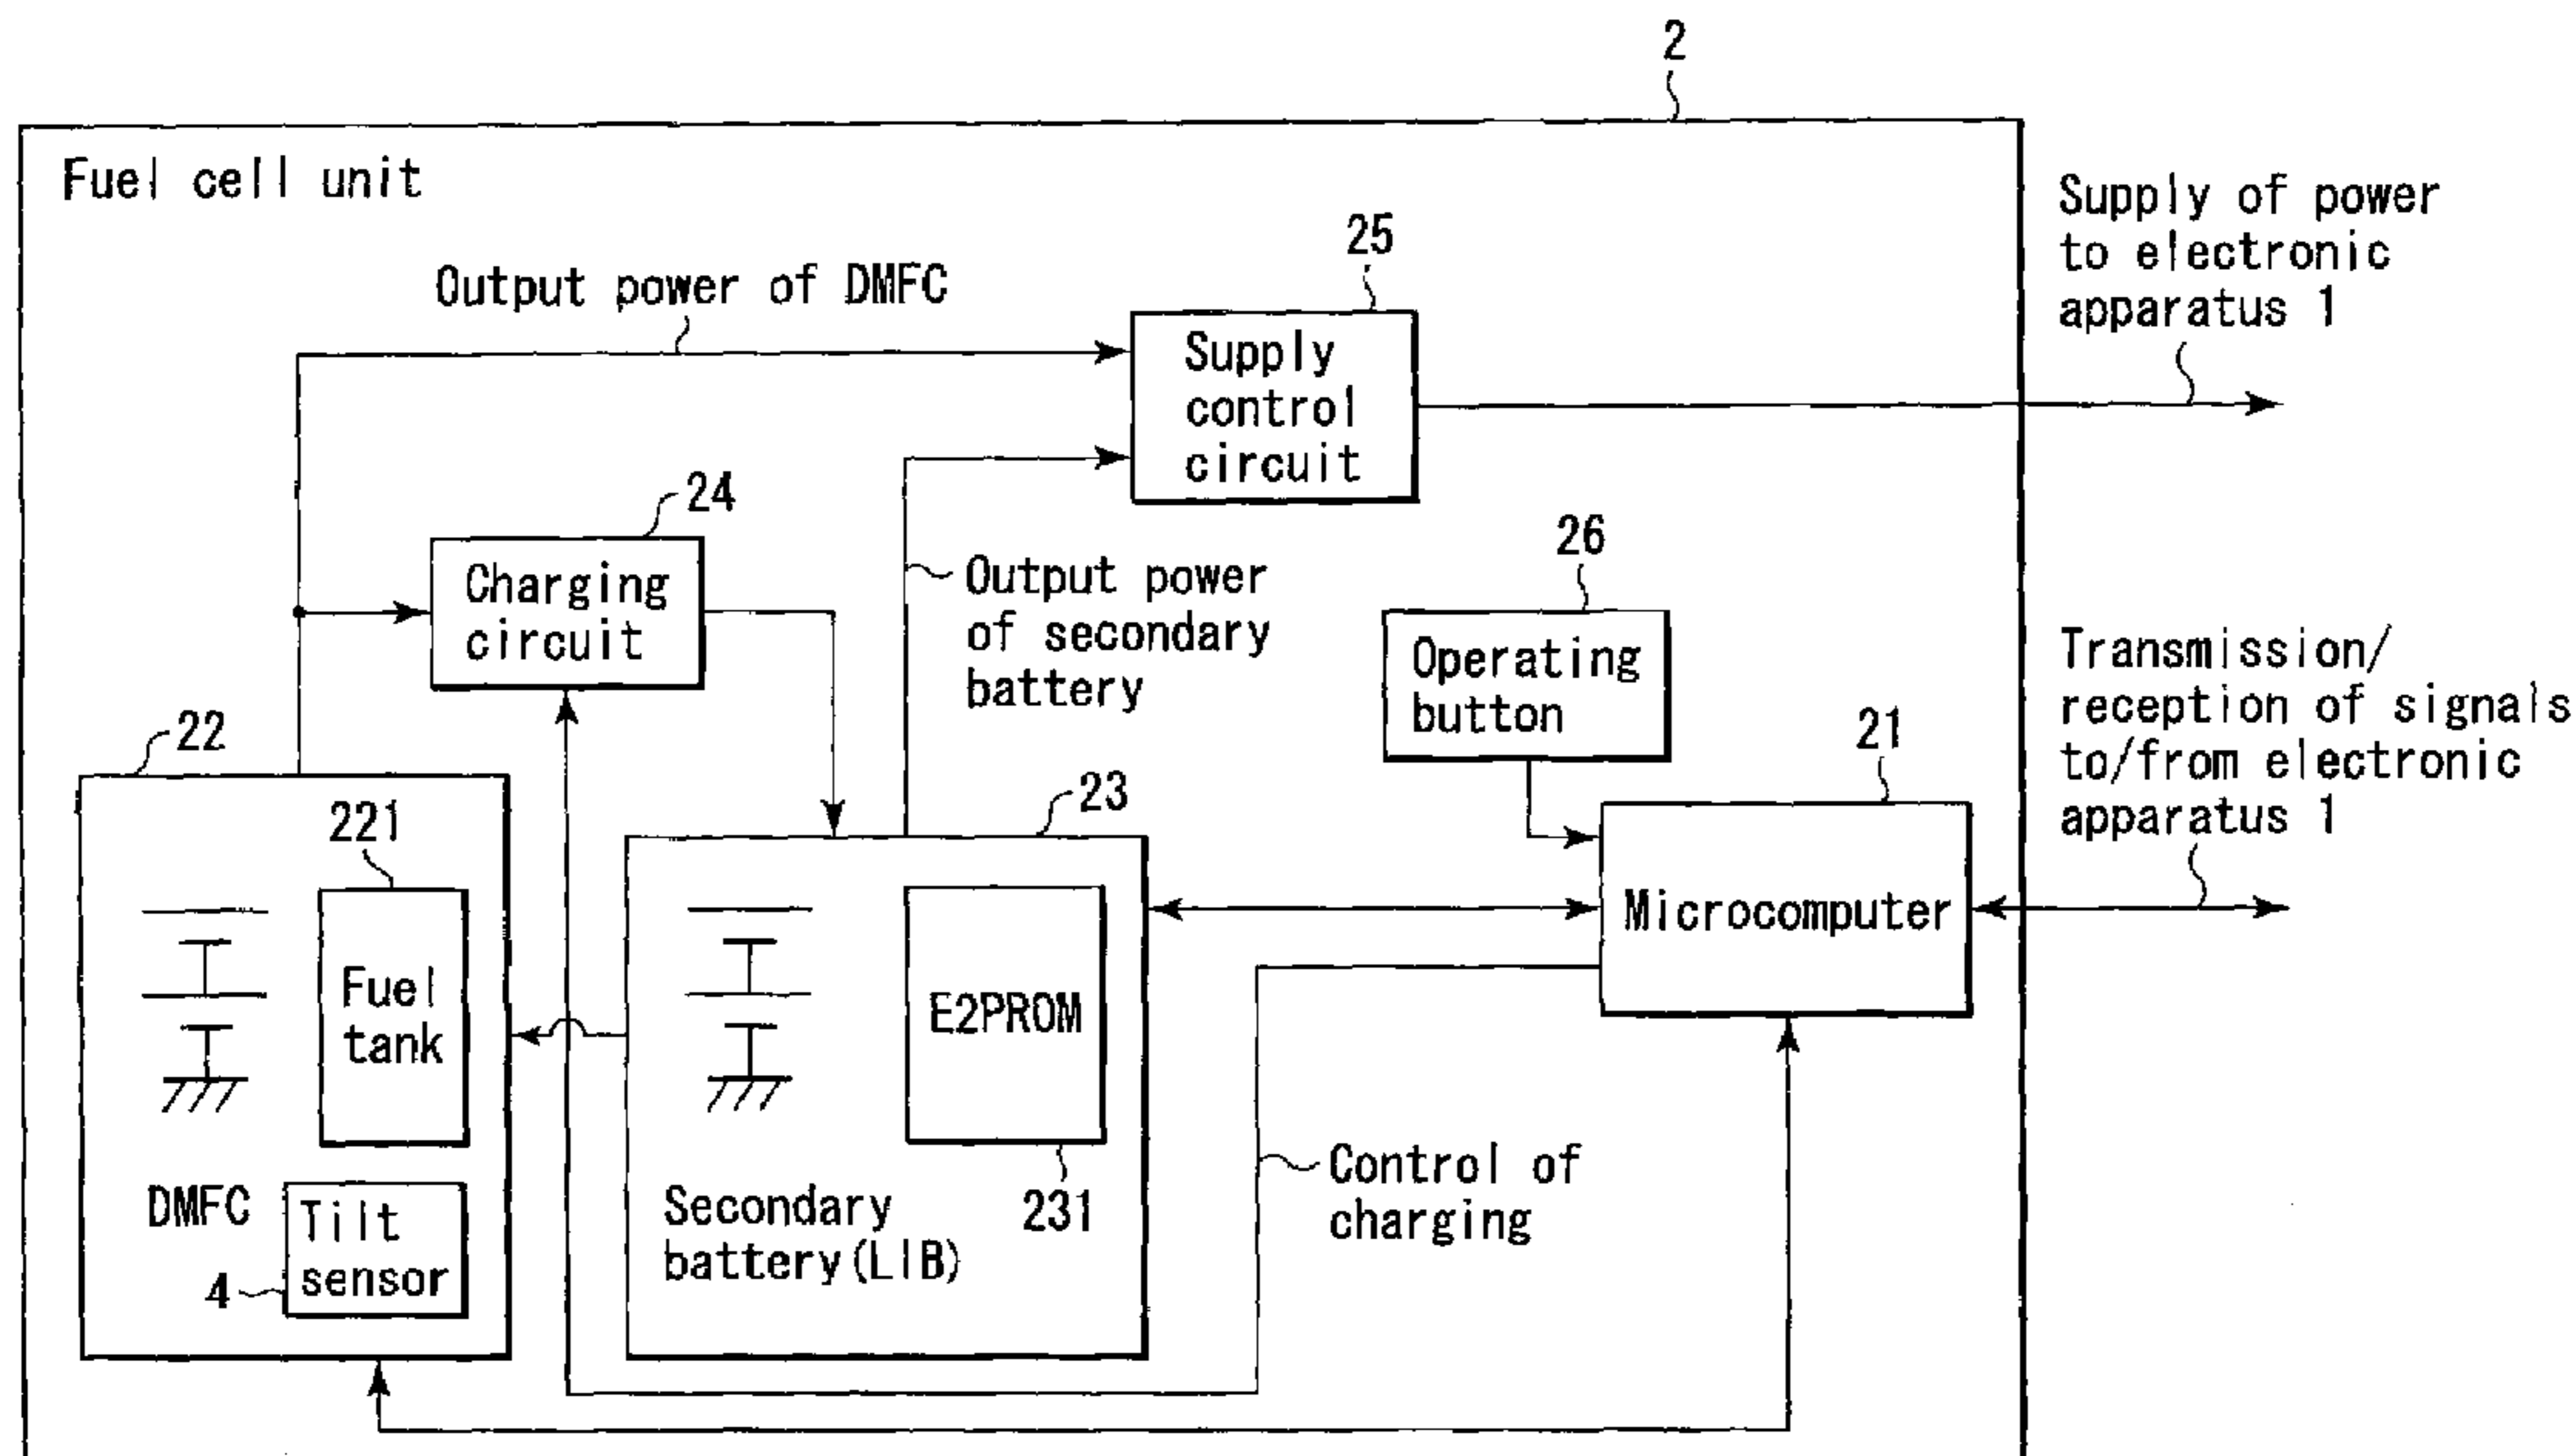 2
Fuel cell unit
Supply of power
to electronic
apparatus 1
25
Output power of DMFC
Supply
control
circuit
24
Charging
circuit
Output power
of secondary
battery
26
Operating
button
Transmission/
reception of signals
to/from electronic
apparatus 1
22
23
21
221
Fuel
tank
E2PROM
Microcomputer
DMFC
Tilt
sensor
4
Secondary
battery(LIB)
231
Control of
charging